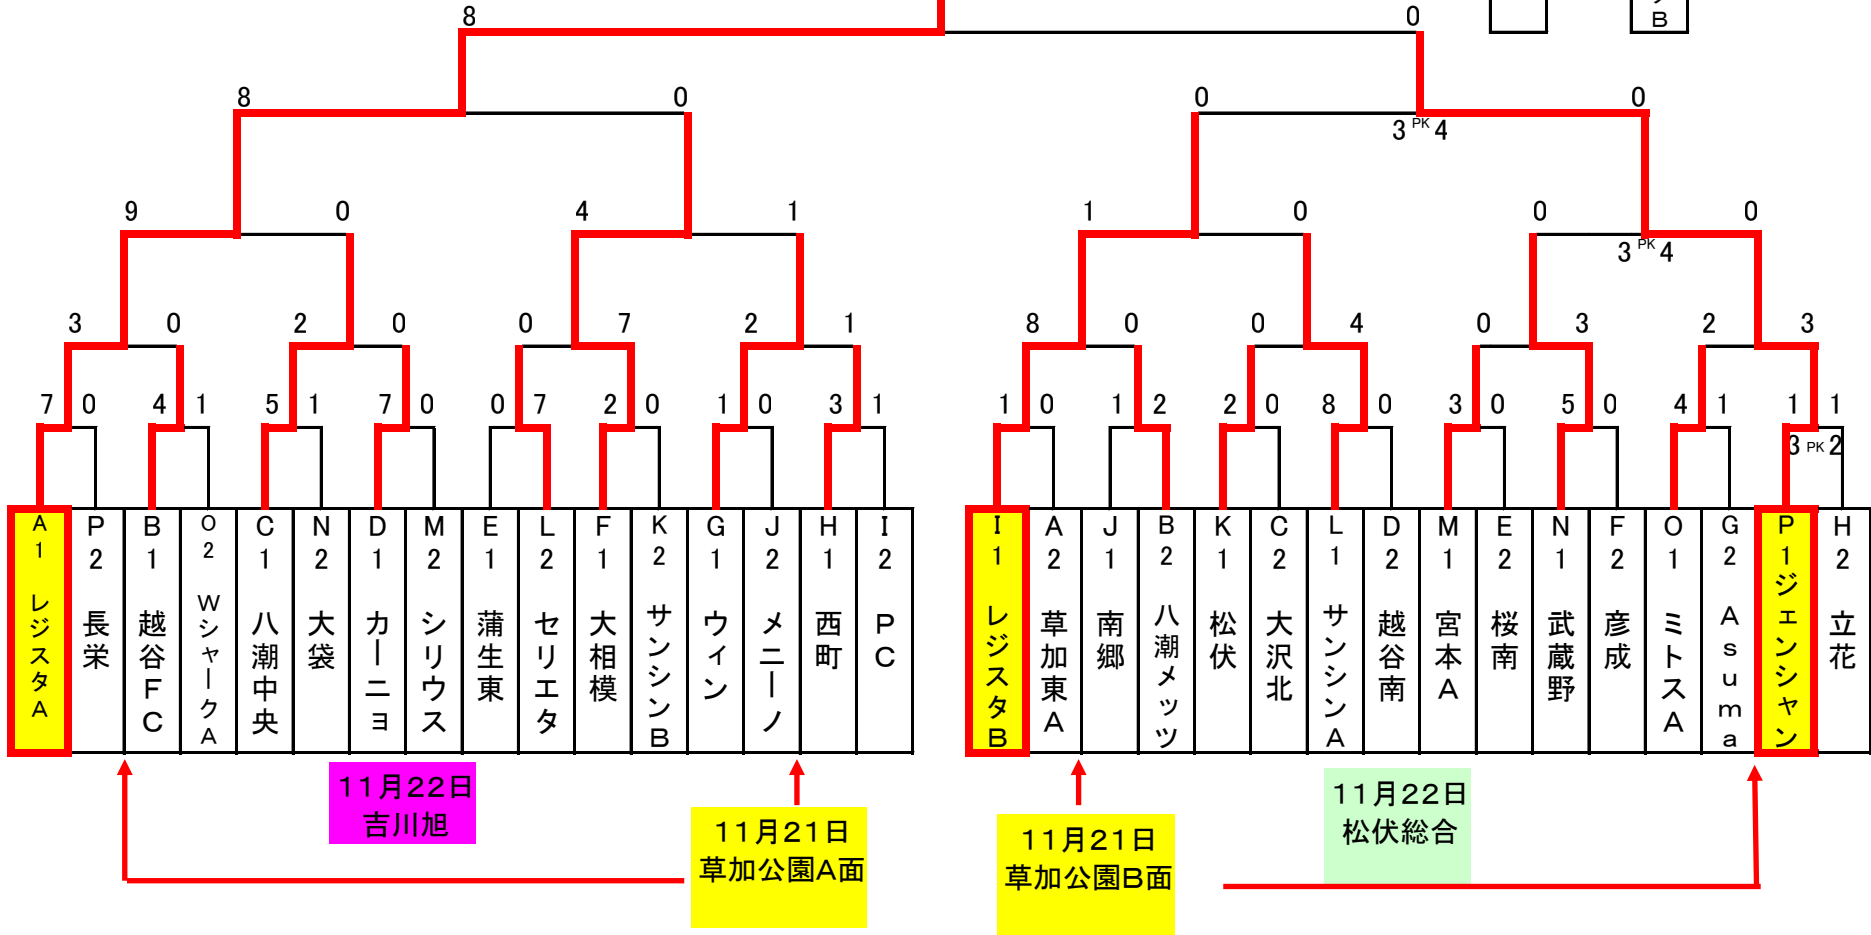 8 0
B
8 0 0 0
3 PK 4
9 0 4 1 1 0 0 0
3 PK 4
3 0 2 0 0 7 2 1 8 0 0 4 0 3 2 3
7 0 4 1 5 1 7 0 0 7 2 0 1 0 3 1 1 0 1 2 2 0 8 0 3 0 5 0 4 1 1 1
3 PK 2
A1 レジスタA
P2 長栄
B1 越谷FC
O2 WシャークA
C1 八潮中央
N2 大袋
D1 カーニョ
M2 シリウス
E1 蒲生東
L2 セリエタ
F1 大相模
K2 サンシンB
G1 ウィン
J2 メニーノ
H1 西町
I2 PC
I1 レジスタB
A2 草加東A
J1 南郷
B2 八潮メッツ
K1 松伏
C2 大沢北
L1 サンシンA
D2 越谷南
M1 宮本A
E2 桜南
N1 武蔵野
F2 彦成
O1 ミトスA
G2 Asuma
P1 ジェンシャン
H2 立花
11月22日
吉川旭
11月21日
草加公園A面
11月21日
草加公園B面
11月22日
松伏総合